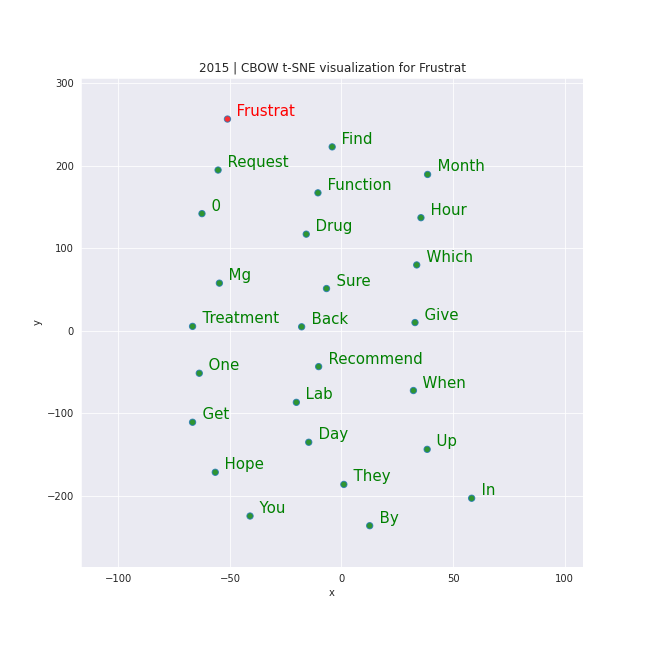 2015 | CBOW t-SNE visualization for Frustrat
300
Frustrat
Find
Request
Month
200
Function
0
Hour
Drug
100
Which
Mg
Sure
Treatment
Back
Give
0
Recommend
One
When
Lab
−100
Get
Day
Up
Hope
They
−200
In
You
By
−100
−50
0
50
100
x
y